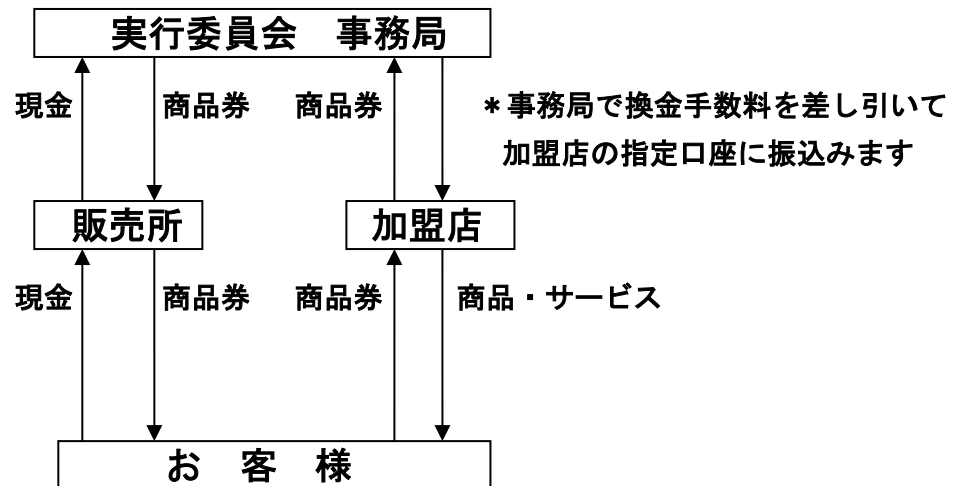 実行委員会　事務局
現金
商品券
商品券
＊事務局で換金手数料を差し引いて
加盟店の指定口座に振込みます
販売所
加盟店
現金
商品券
商品券
商品・サービス
お　客　様